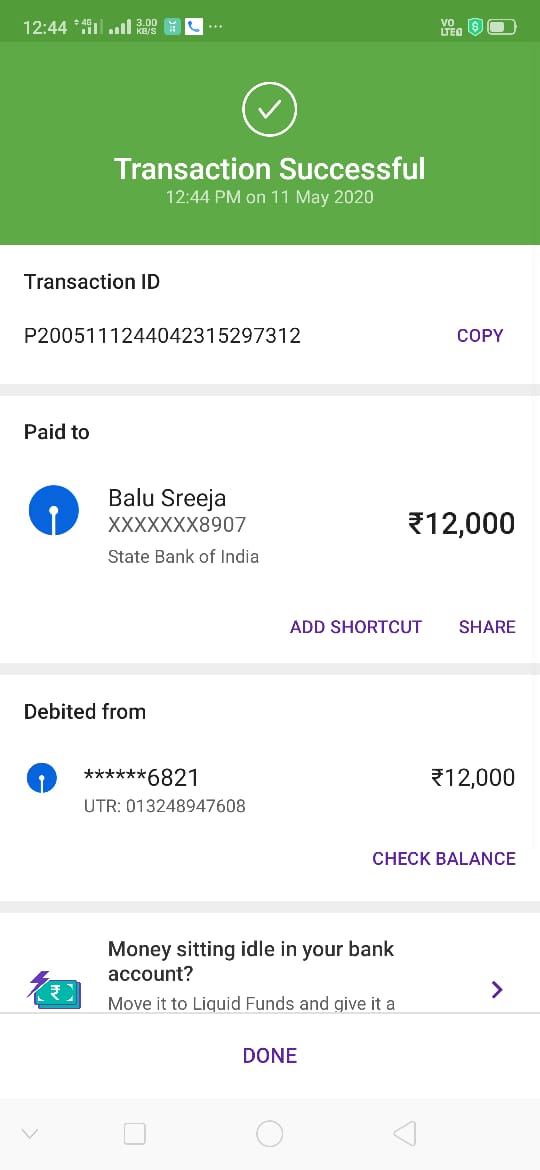 12:44 4G 3.00 KB/S ... VO LTE
Transaction Successful
12:44 PM on 11 May 2020
Transaction ID
P2005111244042315297312 COPY
Paid to
Balu Sreeja
XXXXXXX8907 ₹12,000
State Bank of India
ADD SHORTCUT SHARE
Debited from
******6821 ₹12,000
UTR: 013248947608
CHECK BALANCE
Money sitting idle in your bank
account?
Move it to Liquid Funds and give it a
DONE